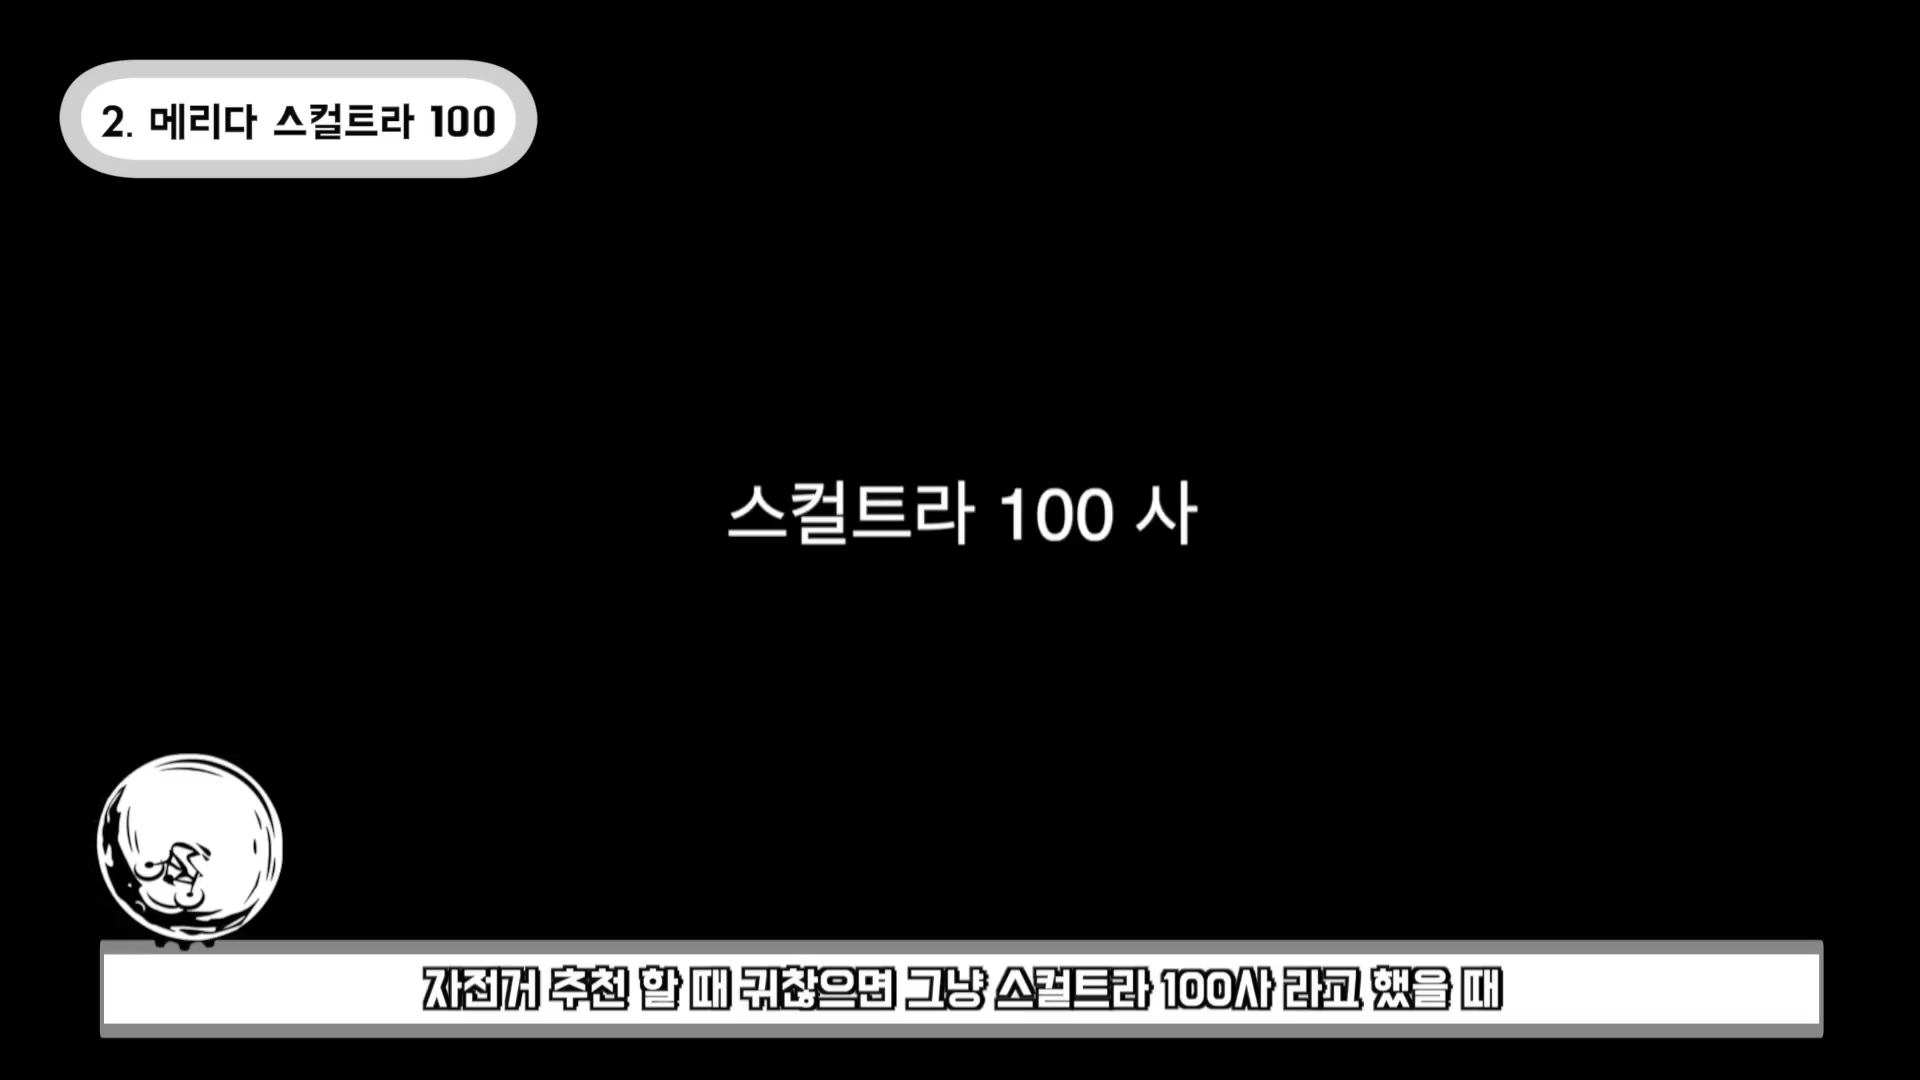 2. 메리다 스컬트라 100
스컬트라 100 사
자전거 추천 할 때 귀찮으면 그냥 스컬트라 100사 라고 했을 때